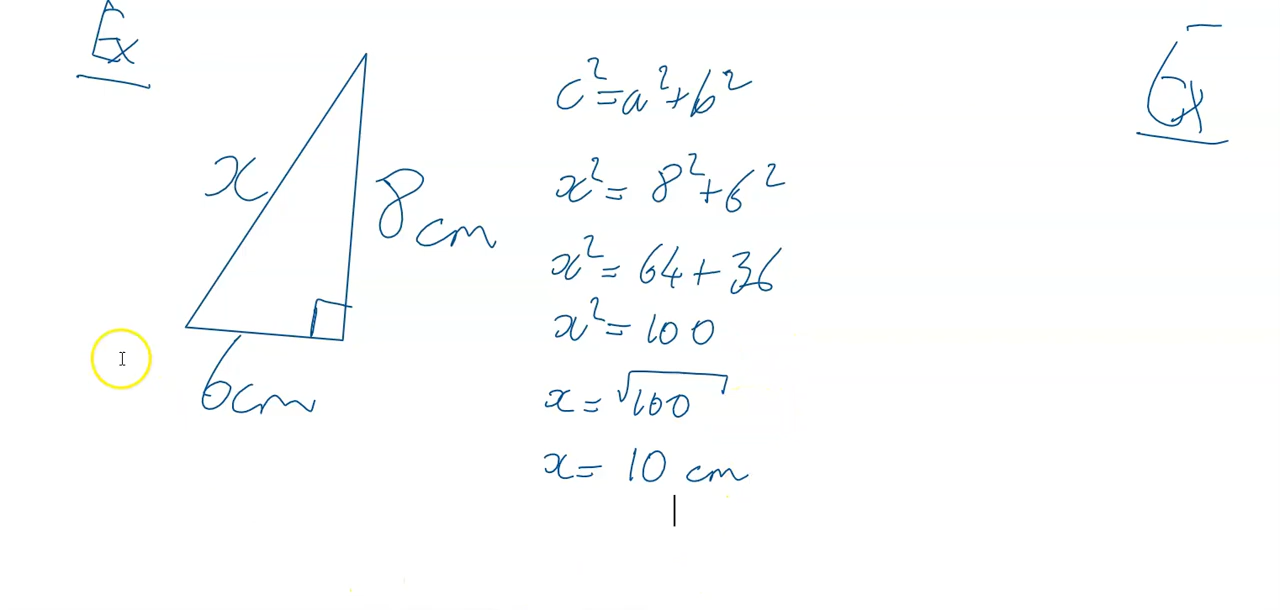 Ex
x
8cm
6cm
c²=a²+b²
x²= 8²+6²
x²= 64+36
x²=100
x=√100
x= 10 cm
Ex